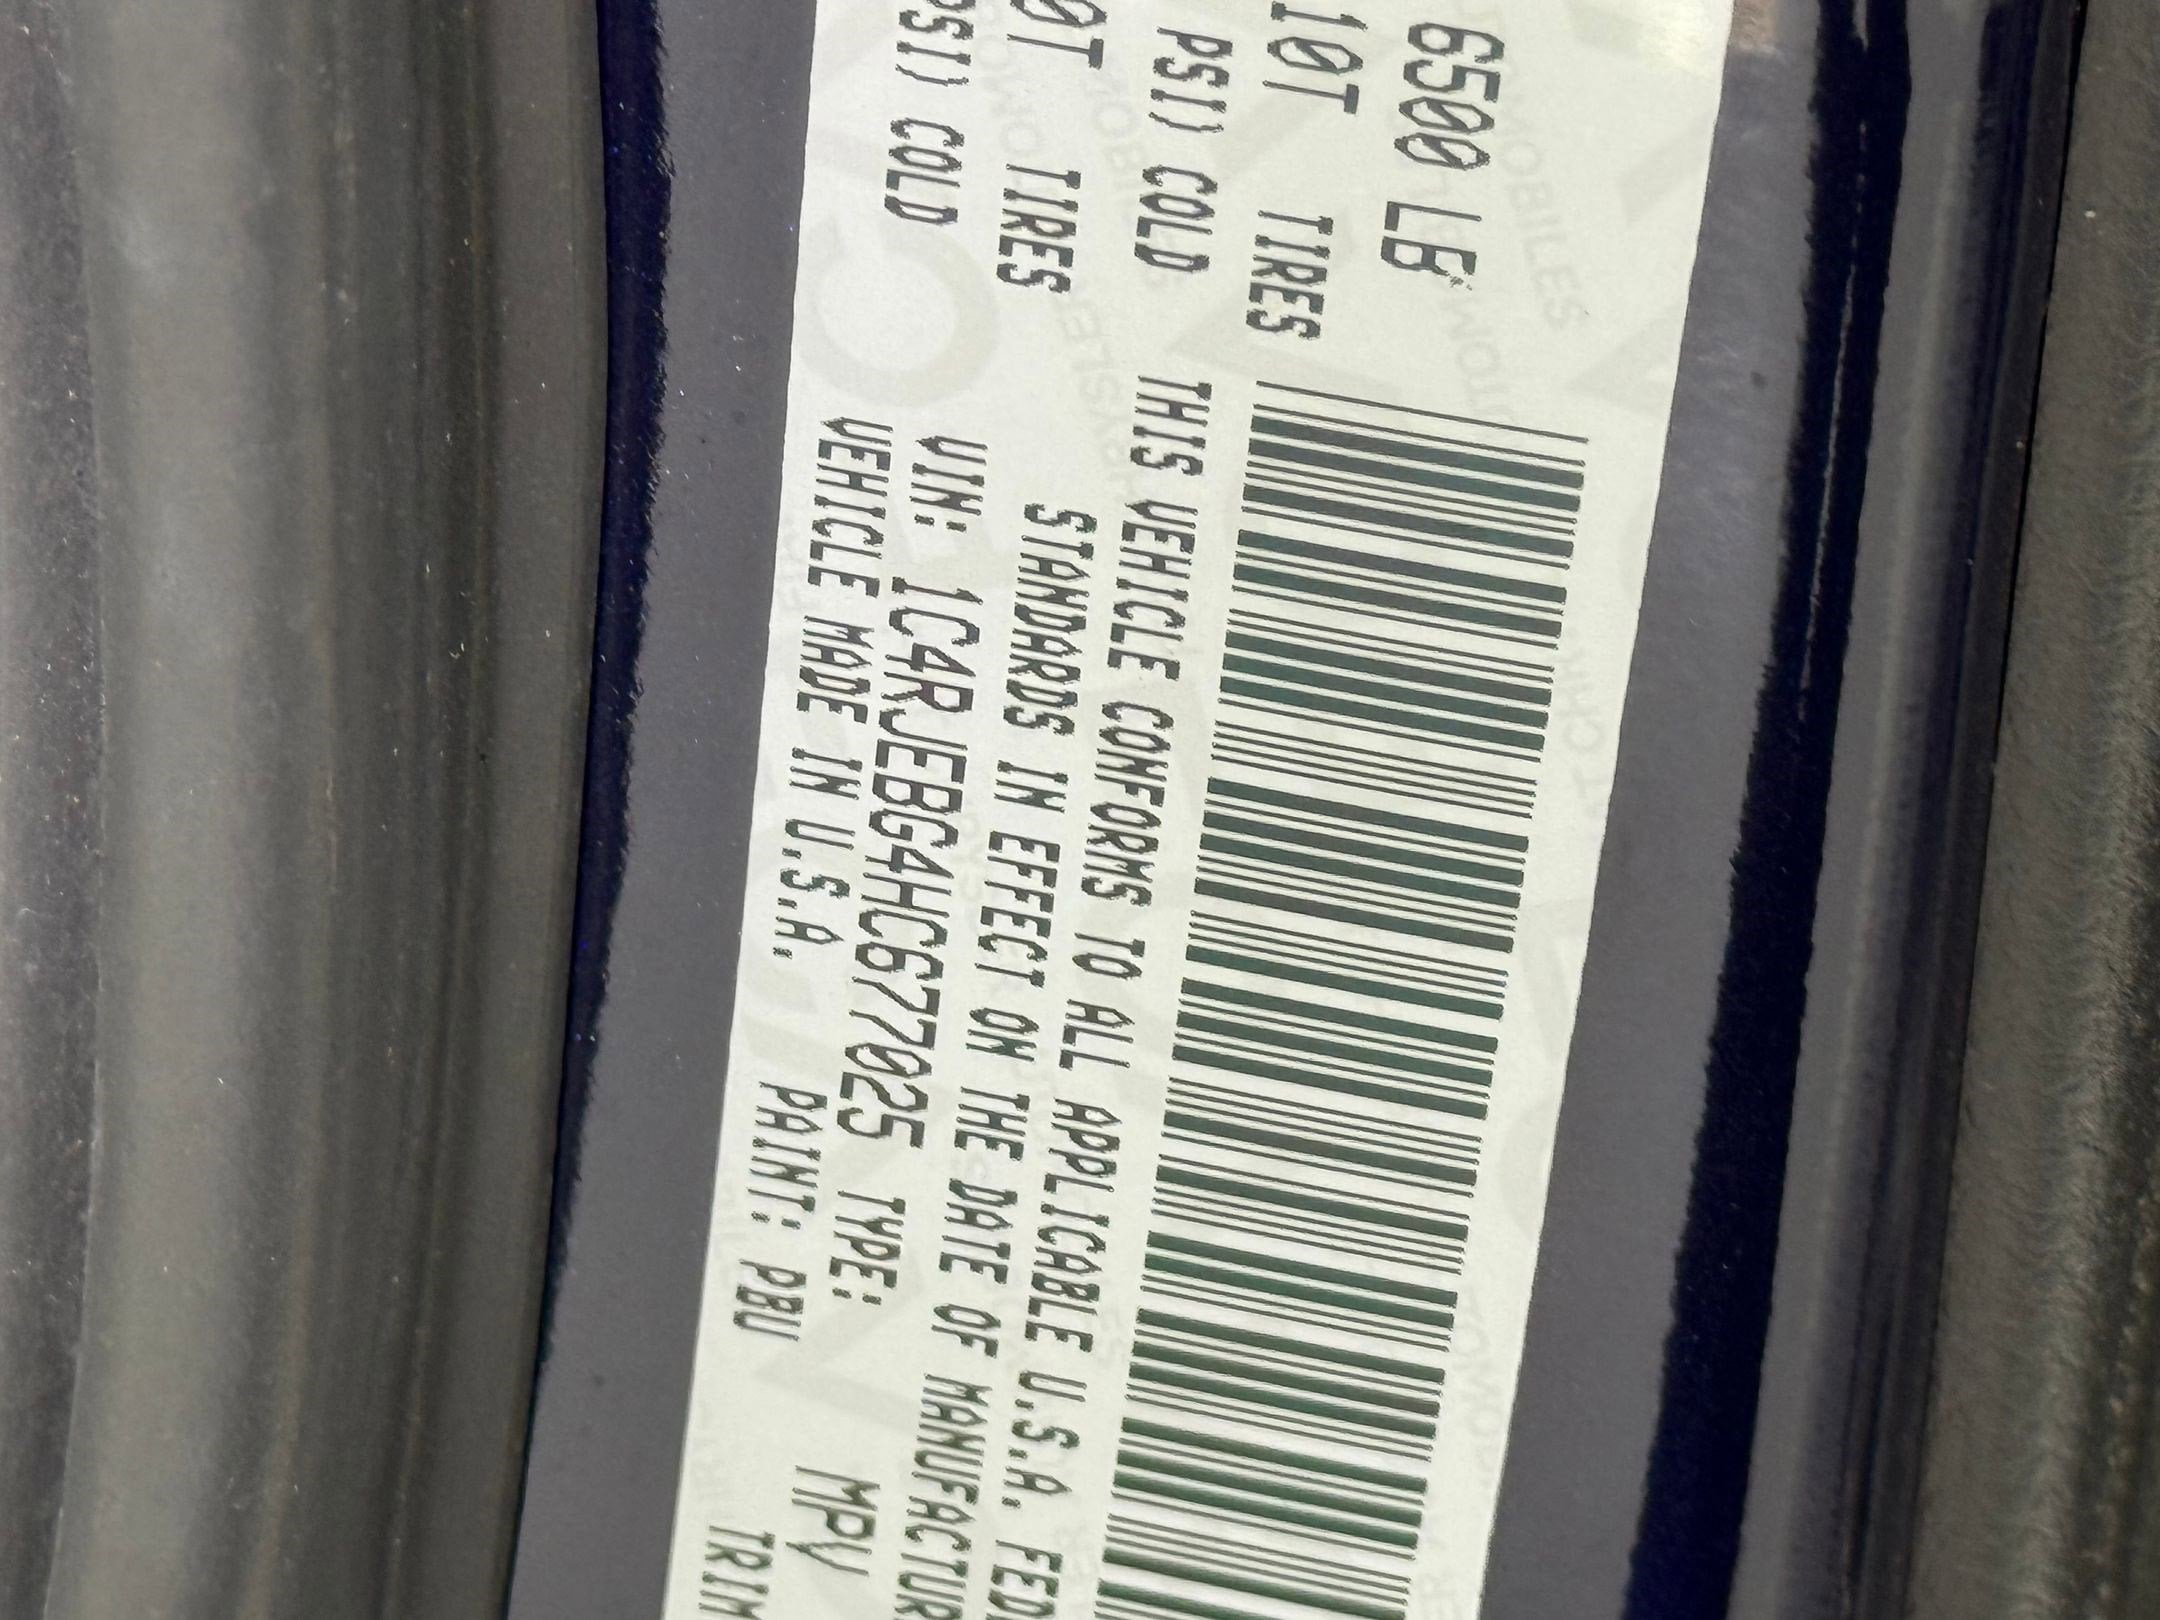 6500 LB
10T TIRES
PSI) COLD
0T TIRES
PSI) COLD
THIS VEHICLE CONFORMS TO ALL APPLICABLE U.S.A. FED
STANDARDS IN EFFECT ON THE DATE OF MANUFACTUR
VIN: 1C4RJEBG4HC677025 TYPE: MPV
VEHICLE MADE IN U.S.A. PAINT: PBU TRIM